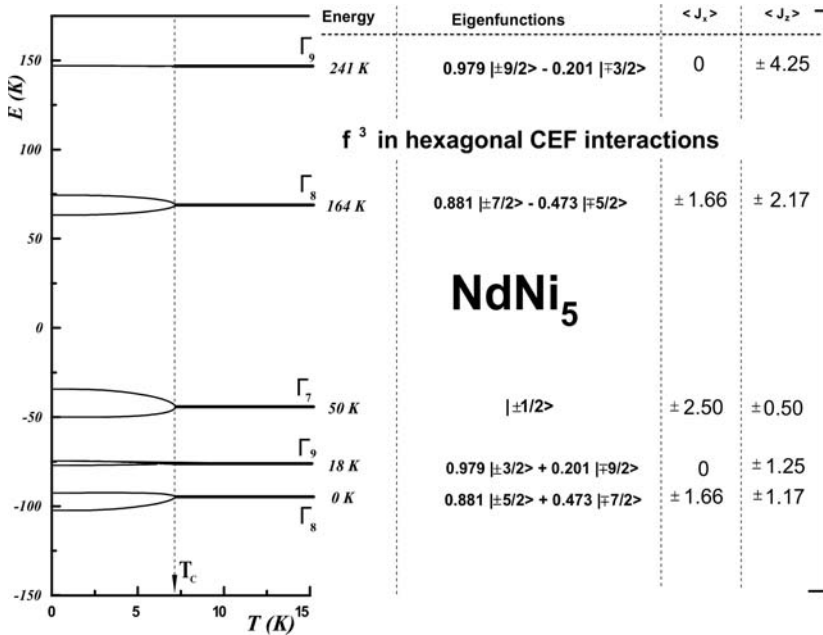 Energy Eigenfunctions < Jx > < Jz >
150 Γ9 241 K 0.979 |±9/2> - 0.201 |∓3/2> 0 ± 4.25
E (K)
100 f ³ in hexagonal CEF interactions
Γ8 164 K 0.881 |±7/2> - 0.473 |∓5/2> ± 1.66 ± 2.17
50
NdNi5
0
Γ7 50 K |±1/2> ± 2.50 ±0.50
-50
Γ9 18 K 0.979 |±3/2> + 0.201 |∓9/2> 0 ± 1.25
0 K 0.881 |±5/2> + 0.473 |∓7/2> ± 1.66 ± 1.17
-100 Γ8
Tc
-150
0 5 10 15
T (K)